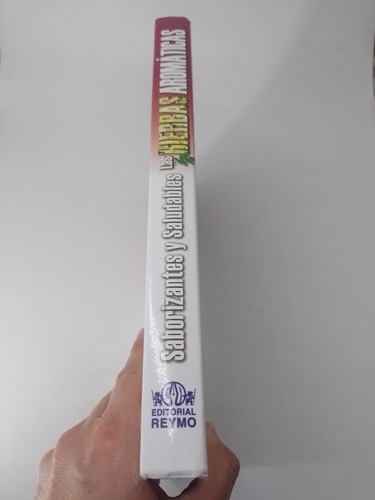 Saborizantes y Saludables Las HIERBAS AROMÁTICAS
EDITORIAL
REYMO